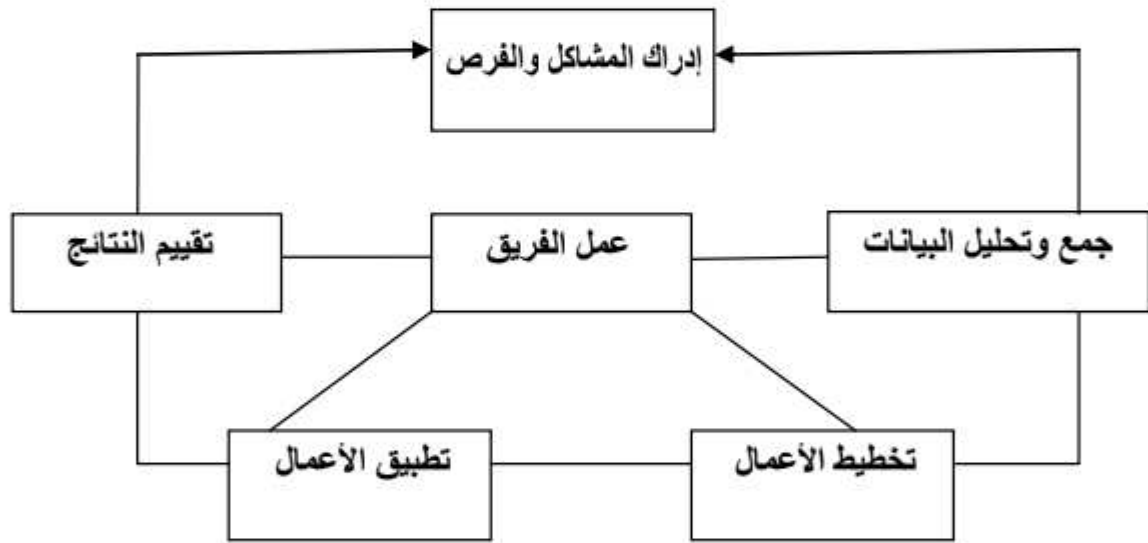 إدراك المشاكل والفرص
جمع وتحليل البيانات
عمل الفريق
تقييم النتائج
تخطيط الأعمال
تطبيق الأعمال